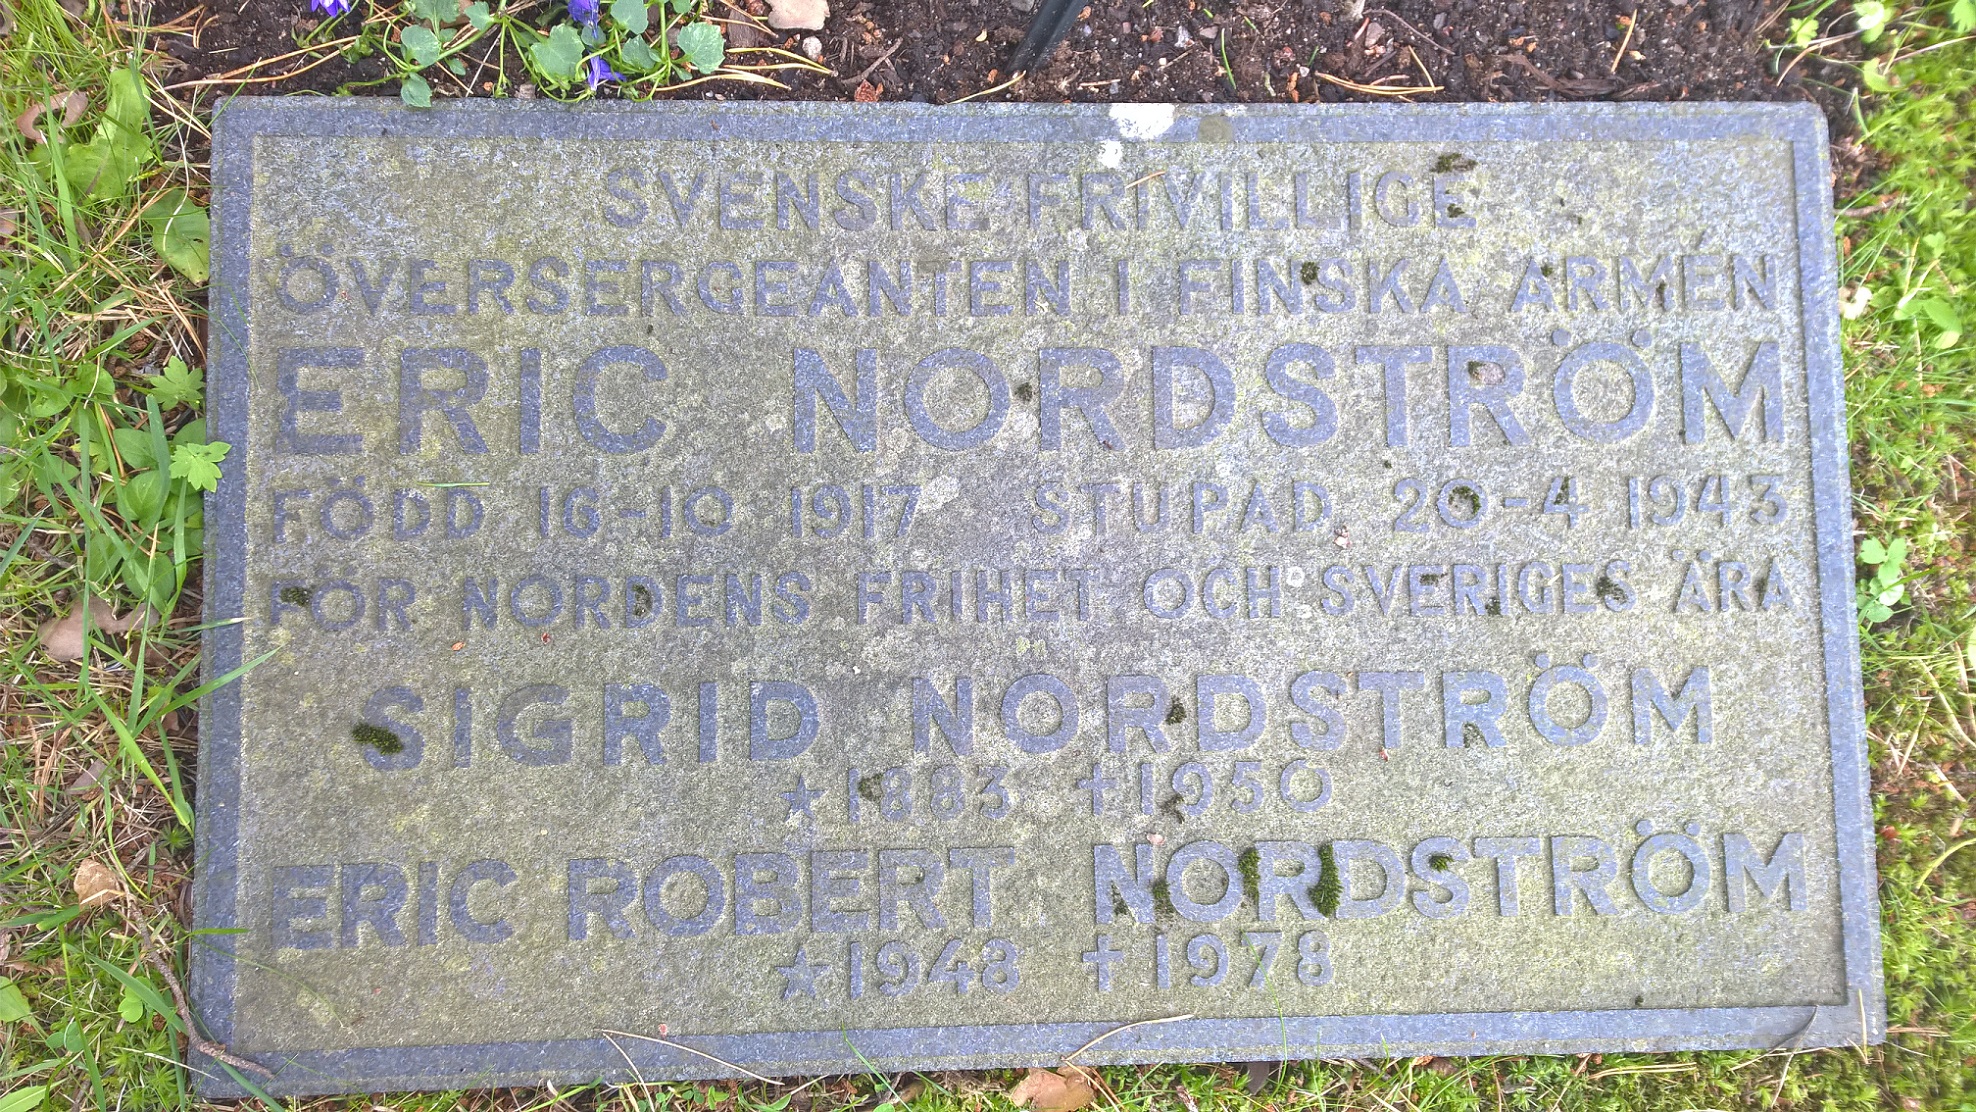 SVENSKE FRIVILLIGE
ÖVERSERGEANTEN I FINSKA ARMÉN
ERIC NORDSTRÖM
FÖDD 16-10 1917 STUPAD 20-4 1943
FÖR NORDENS FRIHET OCH SVERIGES ÄRA
SIGRID NORDSTRÖM
★1883 †1950
ERIC ROBERT NORDSTRÖM
★1948 †1978